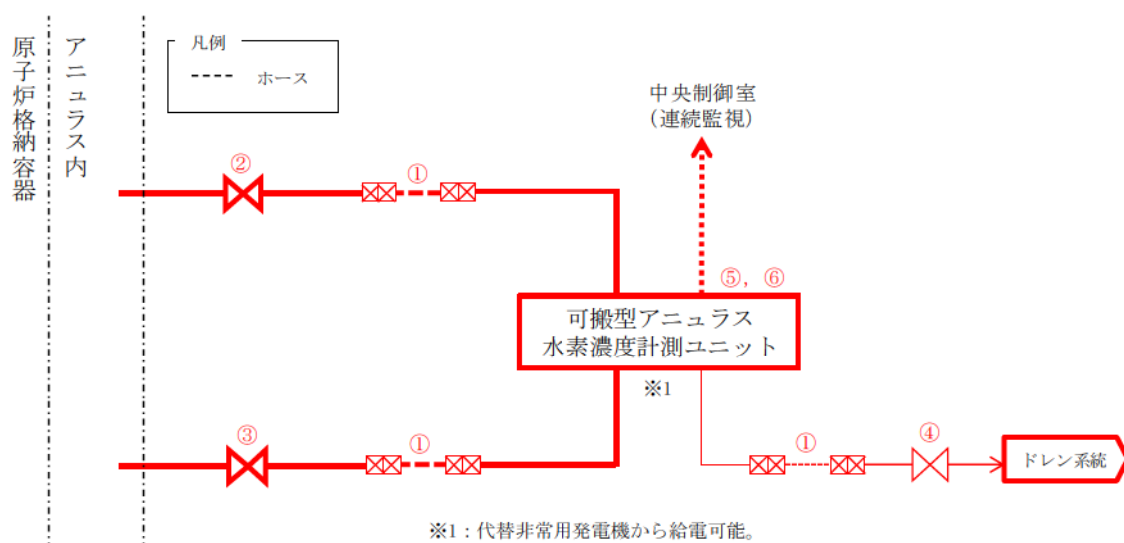 原子炉格納容器
アニュラス内
凡例
ホース
中央制御室
（連続監視）
②
①
⑤，⑥
可搬型アニュラス
水素濃度計測ユニット
※1
③
①
①
④
ドレン系統
※1：代替非常用発電機から給電可能。